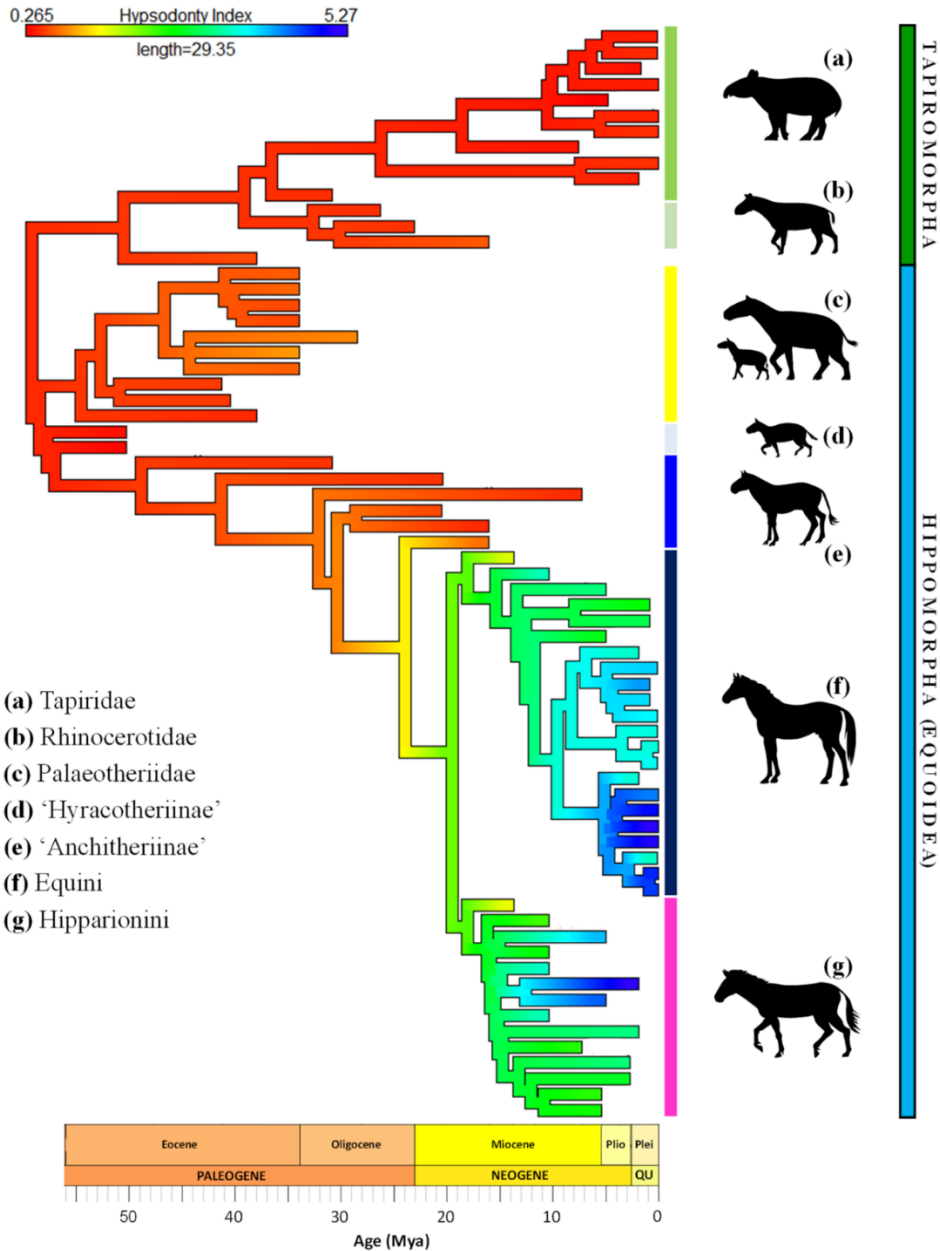 0.265 Hypsodonty Index 5.27
length=29.35
(a)
(b)
(c)
(d)
(e)
(f)
(g)
TAPIROMORPHA
HIPPOMORPHA (EQUOIDEA)
(a) Tapiridae
(b) Rhinocerotidae
(c) Palaeotheriidae
(d) ‘Hyracotheriinae’
(e) ‘Anchitheriinae’
(f) Equini
(g) Hipparionini
Eocene Oligocene Miocene Plio Plei
PALEOGENE NEOGENE QU
50 40 30 20 10 0
Age (Mya)